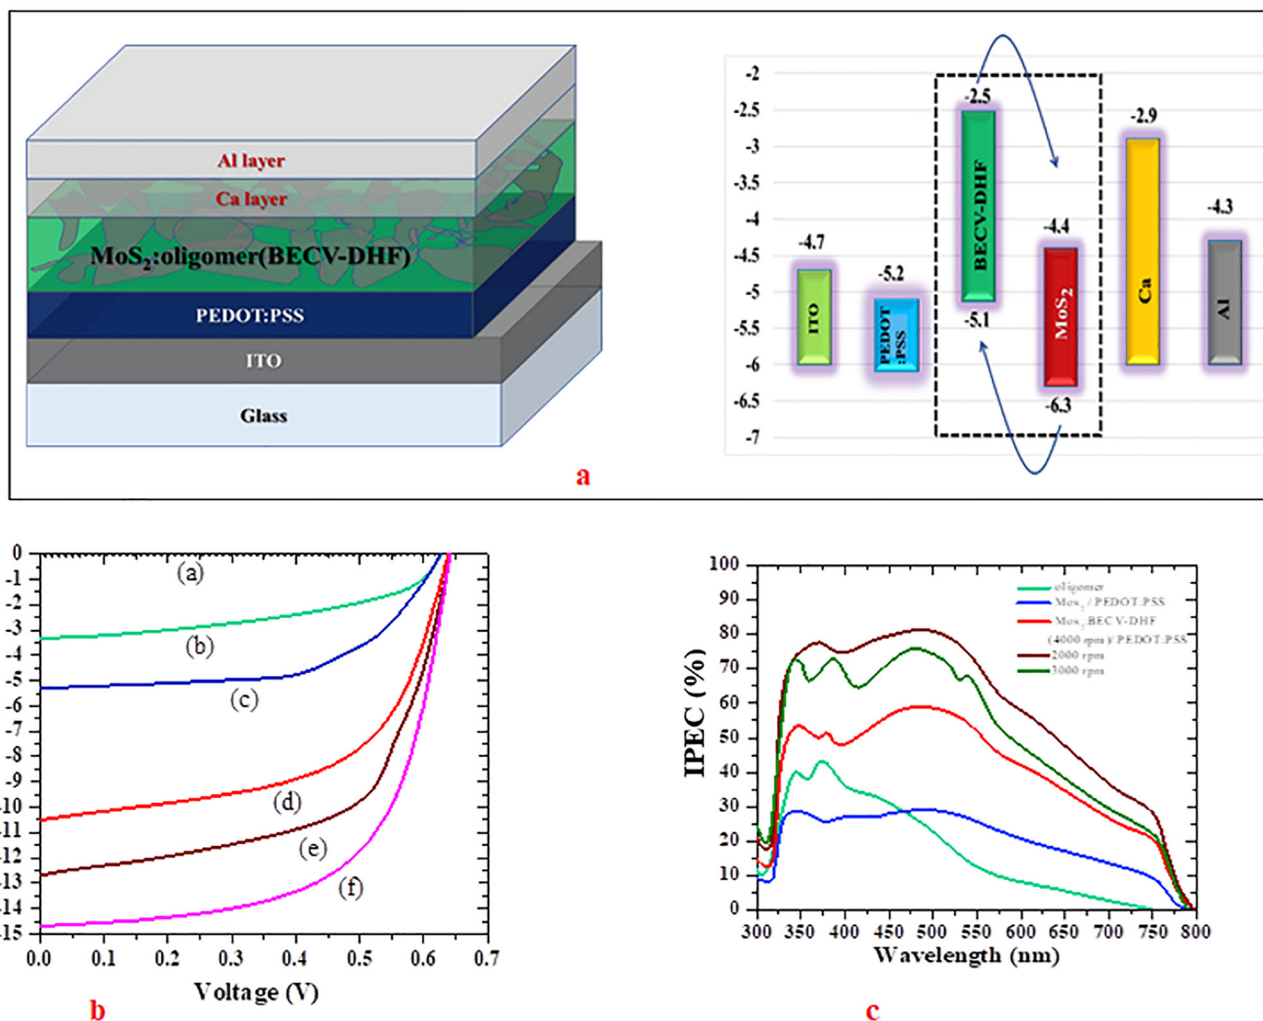 Al layer
Ca layer
MoS2:oligomer(BECV-DHF)
PEDOT:PSS
ITO
Glass
-2
-2.5
-3
-3.5
-4
-4.5
-5
-5.5
-6
-6.5
-7
-4.7
ITO
-5.2
PEDOT
:PSS
-2.5
BECV-DHF
-5.1
-4.4
MoS2
-6.3
-2.9
Ca
-4.3
Al
a
0
-1
-2
-3
-4
-5
-6
-7
-8
-9
-10
-11
-12
-13
-14
-15
(a)
(b)
(c)
(d)
(e)
(f)
0.0 0.1 0.2 0.3 0.4 0.5 0.6 0.7
Voltage (V)
b
100
90
80
70
60
50
40
30
20
10
0
IPEC (%)
oligomer
Mos2 / PEDOT:PSS
Mos2:BECV-DHF
(4000 rpm)/PEDOT:PSS
2000 rpm
3000 rpm
300 350 400 450 500 550 600 650 700 750 800
Wavelength (nm)
c